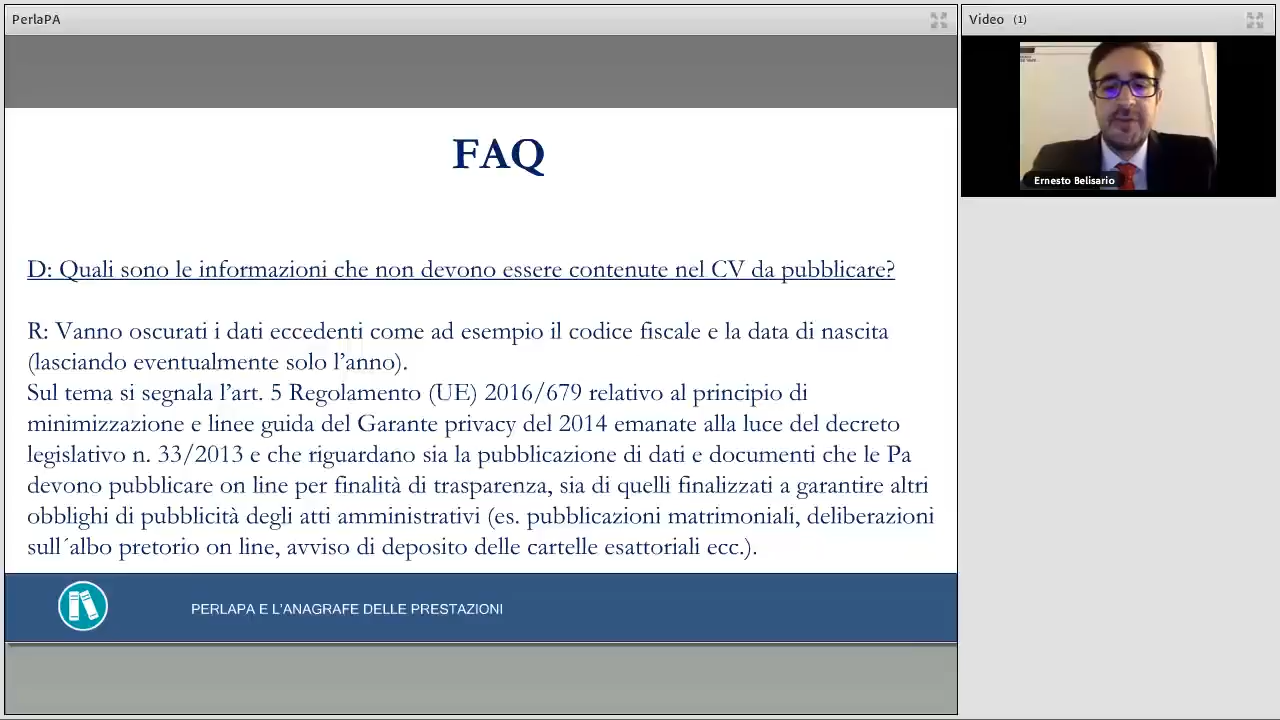 PerlaPA
Video (1)
Ernesto Belisario
FAQ
D: Quali sono le informazioni che non devono essere contenute nel CV da pubblicare?
R: Vanno oscurati i dati eccedenti come ad esempio il codice fiscale e la data di nascita
(lasciando eventualmente solo l’anno).
Sul tema si segnala l’art. 5 Regolamento (UE) 2016/679 relativo al principio di
minimizzazione e linee guida del Garante privacy del 2014 emanate alla luce del decreto
legislativo n. 33/2013 e che riguardano sia la pubblicazione di dati e documenti che le Pa
devono pubblicare on line per finalità di trasparenza, sia di quelli finalizzati a garantire altri
obblighi di pubblicità degli atti amministrativi (es. pubblicazioni matrimoniali, deliberazioni
sull´albo pretorio on line, avviso di deposito delle cartelle esattoriali ecc.).
PERLAPA E L’ANAGRAFE DELLE PRESTAZIONI